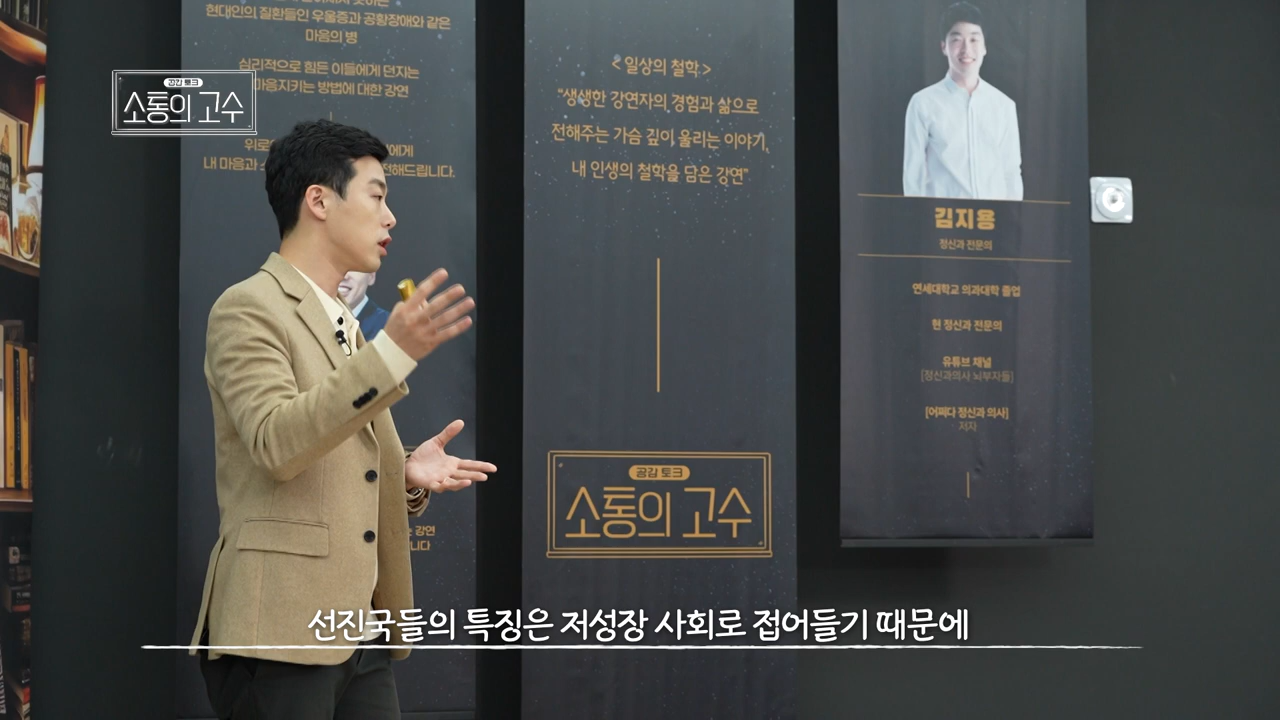 현대인의 질환들인 우울증과 공황장애와 같은
마음의 병
심리적으로 힘든 이들에게 던지는
마음지키는 방법에 대한 강연
위로
에게
내 마음과
전해드립니다.
강연
니다
공감 토크
소통의 고수
< 일상의 철학 >
“생생한 강연자의 경험과 삶으로
전해주는 가슴 깊이 울리는 이야기,
내 인생의 철학을 담은 강연”
공감 토크
소통의 고수
김지용
정신과 전문의
연세대학교 의과대학 졸업
현 정신과 전문의
유튜브 채널
[정신과의사 뇌부자들]
[어쩌다 정신과 의사]
저자
선진국들의 특징은 저성장 사회로 접어들기 때문에